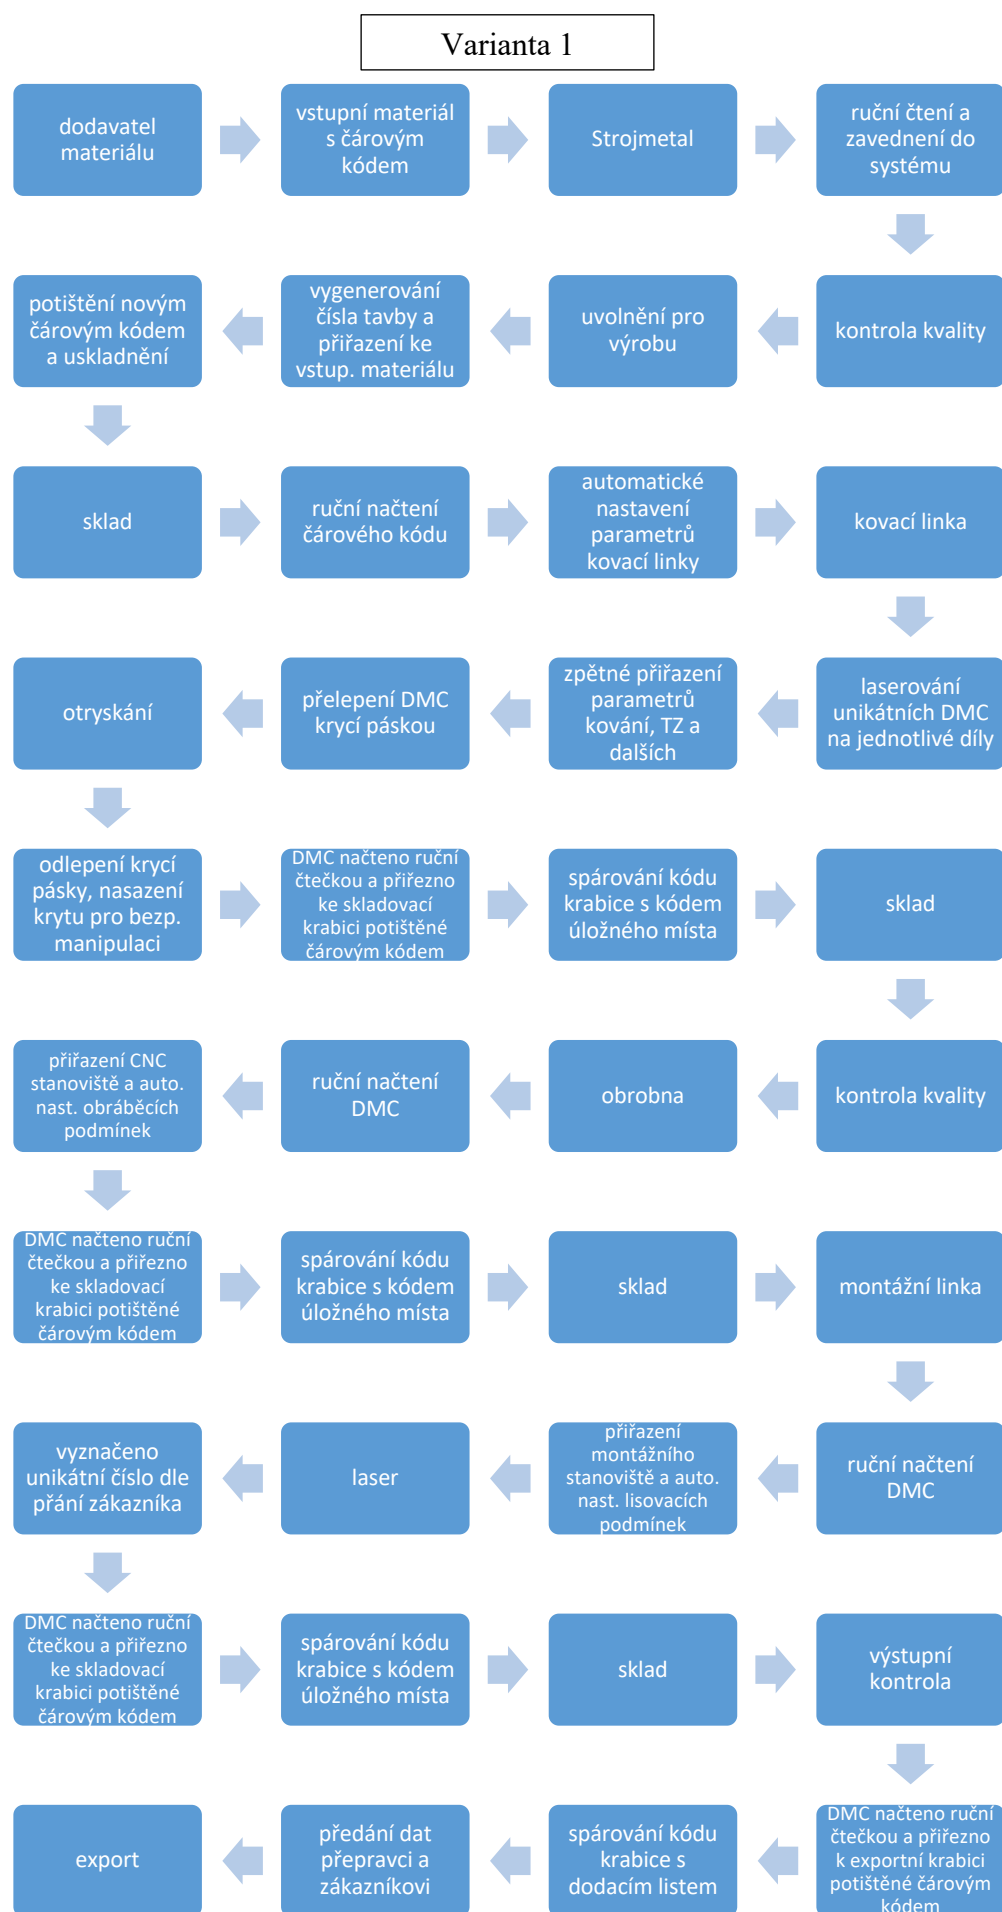 Varianta 1
dodavatel
materiálu
vstupní materiál
s čárovým
kódem
Strojmetal
ruční čtení a
zavednení do
systému
kontrola kvality
uvolnění pro
výrobu
vygenerování
čísla tavby a
přiřazení ke
vstup. materiálu
potištění novým
čárovým kódem
a uskladnění
sklad
ruční načtení
čárového kódu
automatické
nastavení
parametrů
kovací linky
kovací linka
laserování
unikátních DMC
na jednotlivé díly
zpětné přiřazení
parametrů
kování, TZ a
dalších
přelepení DMC
krycí páskou
otryskání
odlepení krycí
pásky, nasazení
krytu pro bezp.
manipulaci
DMC načteno ruční
čtečkou a přiřezno
ke skladovací
krabici potištěné
čárovým kódem
spárování kódu
krabice s kódem
úložného místa
sklad
kontrola kvality
obrobna
ruční načtení
DMC
přiřazení CNC
stanoviště a auto.
nast. obráběcích
podmínek
DMC načteno ruční
čtečkou a přiřezno
ke skladovací
krabici potištěné
čárovým kódem
spárování kódu
krabice s kódem
úložného místa
sklad
montážní linka
ruční načtení
DMC
přiřazení
montážního
stanoviště a auto.
nast. lisovacích
podmínek
laser
vyznačeno
unikátní číslo dle
přání zákazníka
DMC načteno ruční
čtečkou a přiřezno
ke skladovací
krabici potištěné
čárovým kódem
spárování kódu
krabice s kódem
úložného místa
sklad
výstupní
kontrola
DMC načteno ruční
čtečkou a přiřezno
k exportní krabici
potištěné čárovým
kódem
spárování kódu
krabice s
dodacím listem
předání dat
přepravci a
zákazníkovi
export